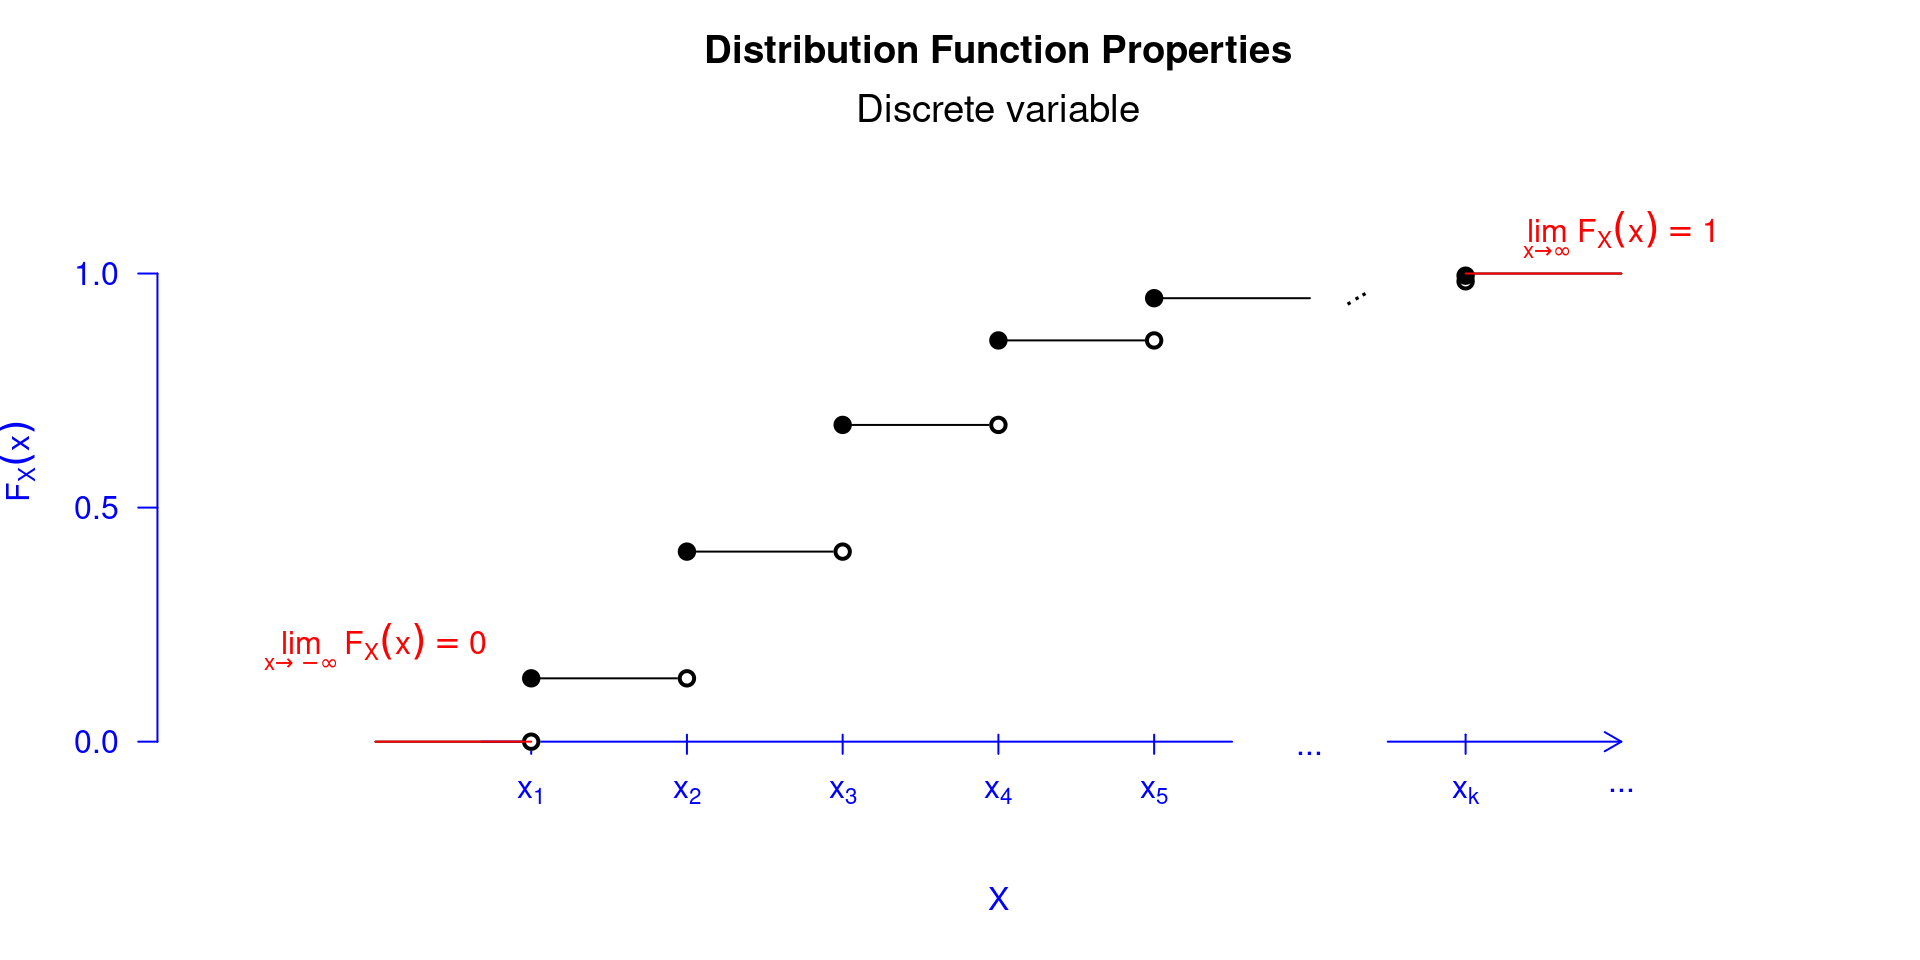 Distribution Function Properties
Discrete variable
lim F_X(x) = 1
x→∞
1.0
0.5
0.0
F_X(x)
lim F_X(x) = 0
x→ −∞
...
...
x₁ x₂ x₃ x₄ x₅ x_k ...
X